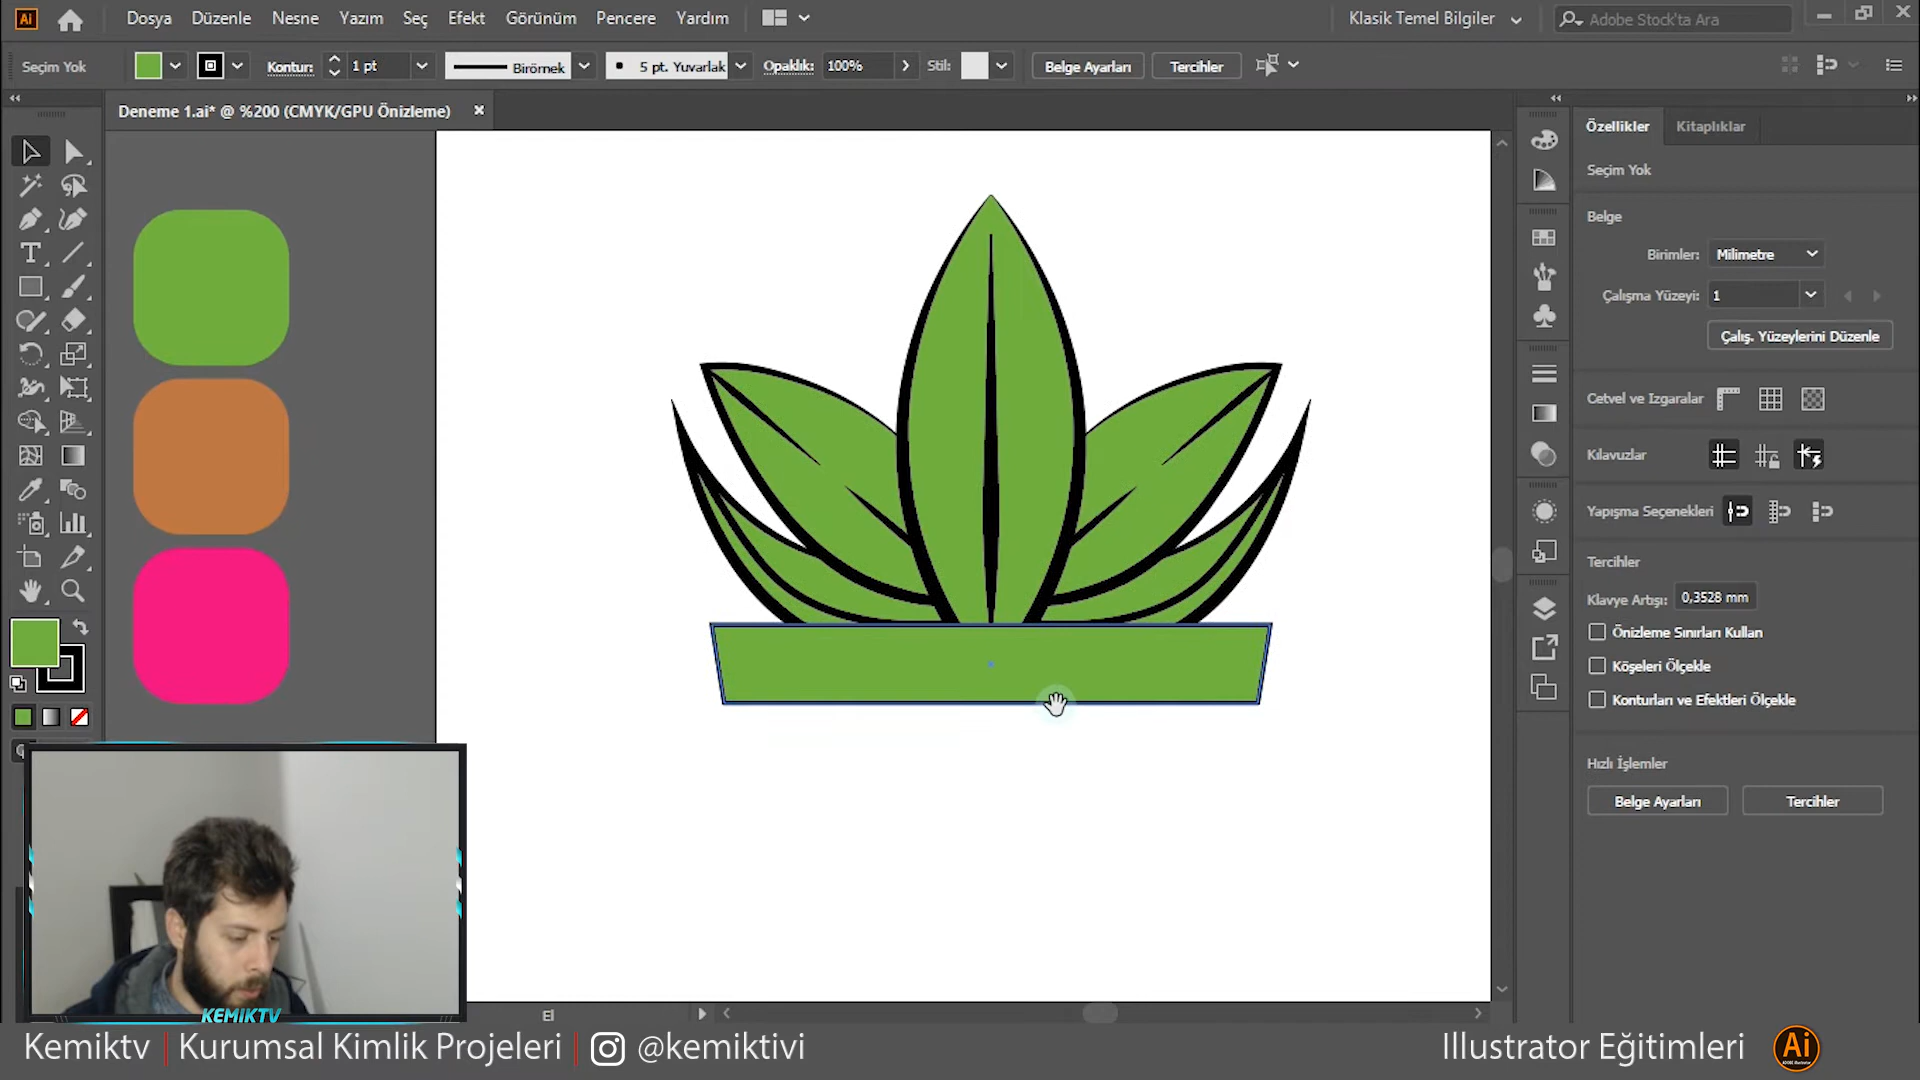 Ai
Dosya Düzenle Nesne Yazım Seç Efekt Görünüm Pencere Yardım Klasik Temel Bilgiler Adobe Stock'ta Ara
Seçim Yok Kontur: 1 pt Birörnek 5 pt. Yuvarlak Opaklık: 100% Stil: Belge Ayarları Tercihler
Deneme 1.ai* @ %200 (CMYK/GPU Önizleme)
Özellikler Kitaplıklar
Seçim Yok
Belge
Birimler: Milimetre
Çalışma Yüzeyi: 1
Çalış. Yüzeylerini Düzenle
Cetvel ve Izgaralar
Kılavuzlar
Yapışma Seçenekleri
Tercihler
Klavye Artışı: 0,3528 mm
Önizleme Sınırları Kullan
Köşeleri Ölçekle
Konturları ve Efektleri Ölçekle
Hızlı İşlemler
Belge Ayarları Tercihler
El
KEMIKTV
Kemiktv | Kurumsal Kimlik Projeleri | @kemiktivi Illustrator Eğitimleri Ai